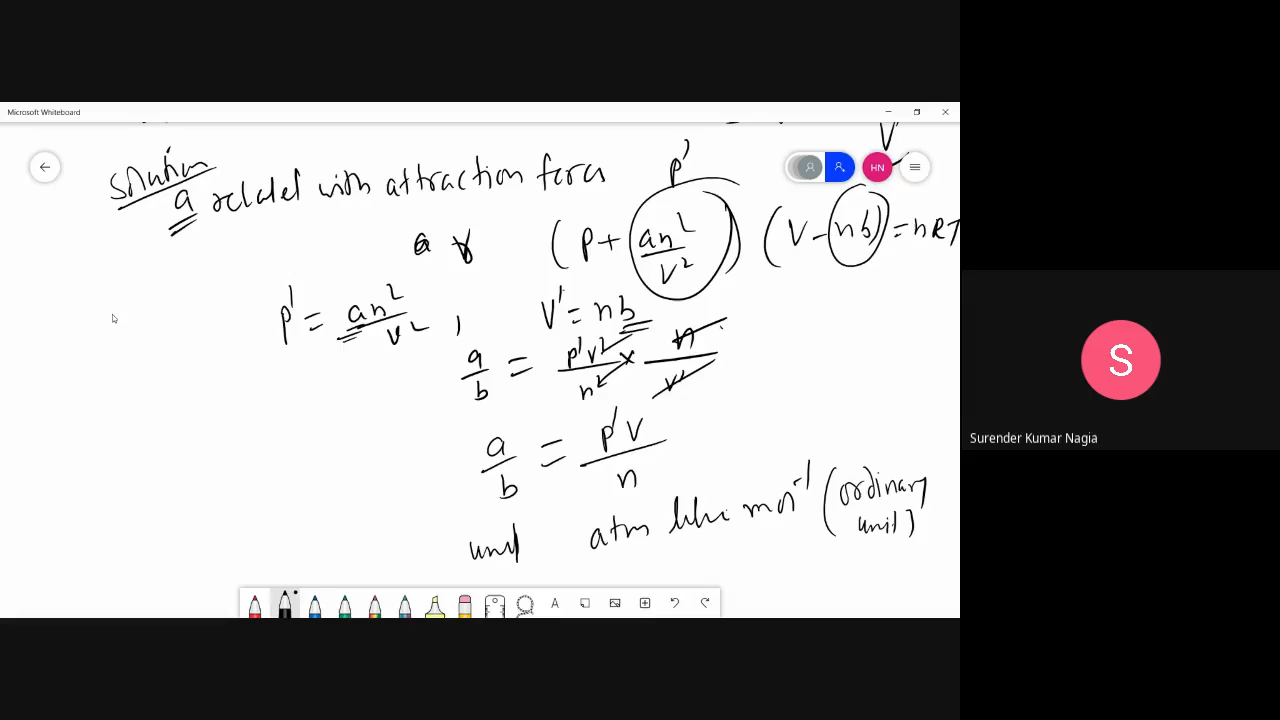 Microsoft Whiteboard
V'
solution
a related with attraction forces
P'
HN
a γ (P + an²/V²) (V - nb) = nRT
P' = an²/V² , V' = nb
a/b = P'V²/n² × n/V'
a/b = P'V/n
unit atm litre mol⁻¹ (ordinary
unit)
S
Surender Kumar Nagia
A